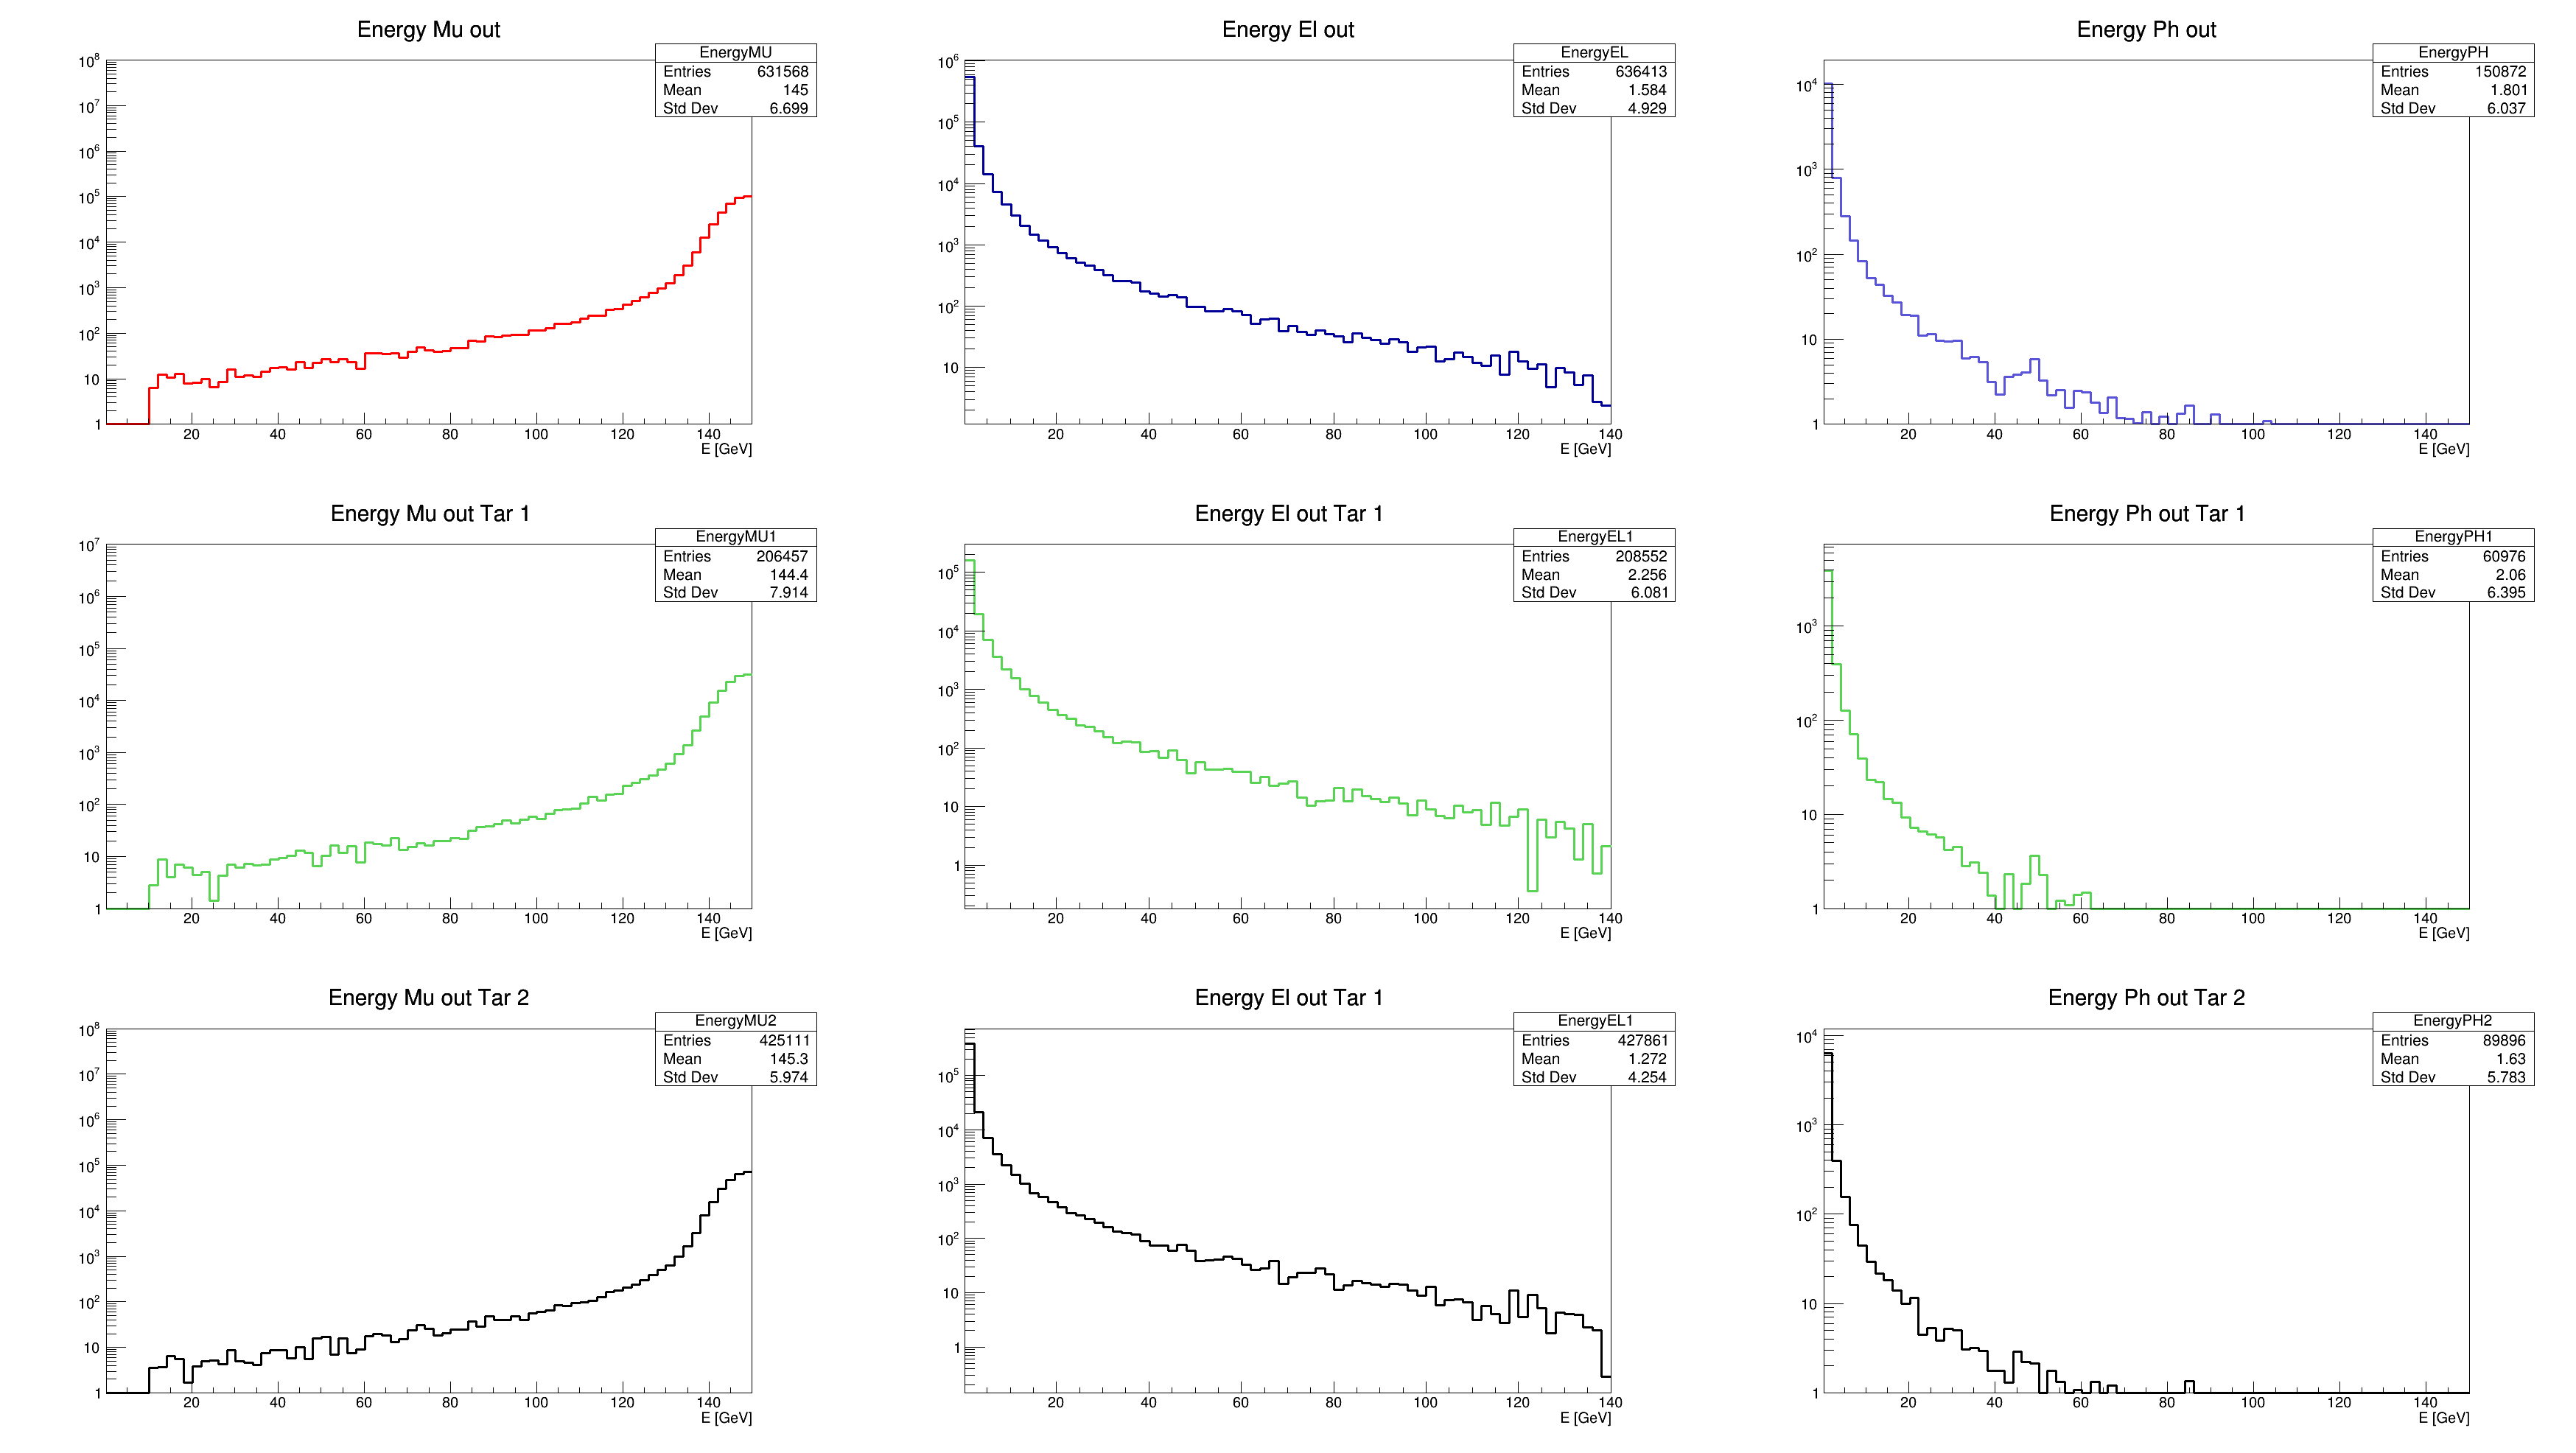 Energy Mu out
EnergyMU
Entries 631568
Mean 145
Std Dev 6.699
10^8
10^7
10^6
10^5
10^4
10^3
10^2
10
1
20 40 60 80 100 120 140
E [GeV]
Energy El out
EnergyEL
Entries 636413
Mean 1.584
Std Dev 4.929
10^6
10^5
10^4
10^3
10^2
10
20 40 60 80 100 120 140
E [GeV]
Energy Ph out
EnergyPH
Entries 150872
Mean 1.801
Std Dev 6.037
10^4
10^3
10^2
10
1
20 40 60 80 100 120 140
E [GeV]
Energy Mu out Tar 1
EnergyMU1
Entries 206457
Mean 144.4
Std Dev 7.914
10^7
10^6
10^5
10^4
10^3
10^2
10
1
20 40 60 80 100 120 140
E [GeV]
Energy El out Tar 1
EnergyEL1
Entries 208552
Mean 2.256
Std Dev 6.081
10^5
10^4
10^3
10^2
10
1
20 40 60 80 100 120 140
E [GeV]
Energy Ph out Tar 1
EnergyPH1
Entries 60976
Mean 2.06
Std Dev 6.395
10^3
10^2
10
1
20 40 60 80 100 120 140
E [GeV]
Energy Mu out Tar 2
EnergyMU2
Entries 425111
Mean 145.3
Std Dev 5.974
10^8
10^7
10^6
10^5
10^4
10^3
10^2
10
1
20 40 60 80 100 120 140
E [GeV]
Energy El out Tar 1
EnergyEL1
Entries 427861
Mean 1.272
Std Dev 4.254
10^5
10^4
10^3
10^2
10
1
20 40 60 80 100 120 140
E [GeV]
Energy Ph out Tar 2
EnergyPH2
Entries 89896
Mean 1.63
Std Dev 5.783
10^4
10^3
10^2
10
1
20 40 60 80 100 120 140
E [GeV]